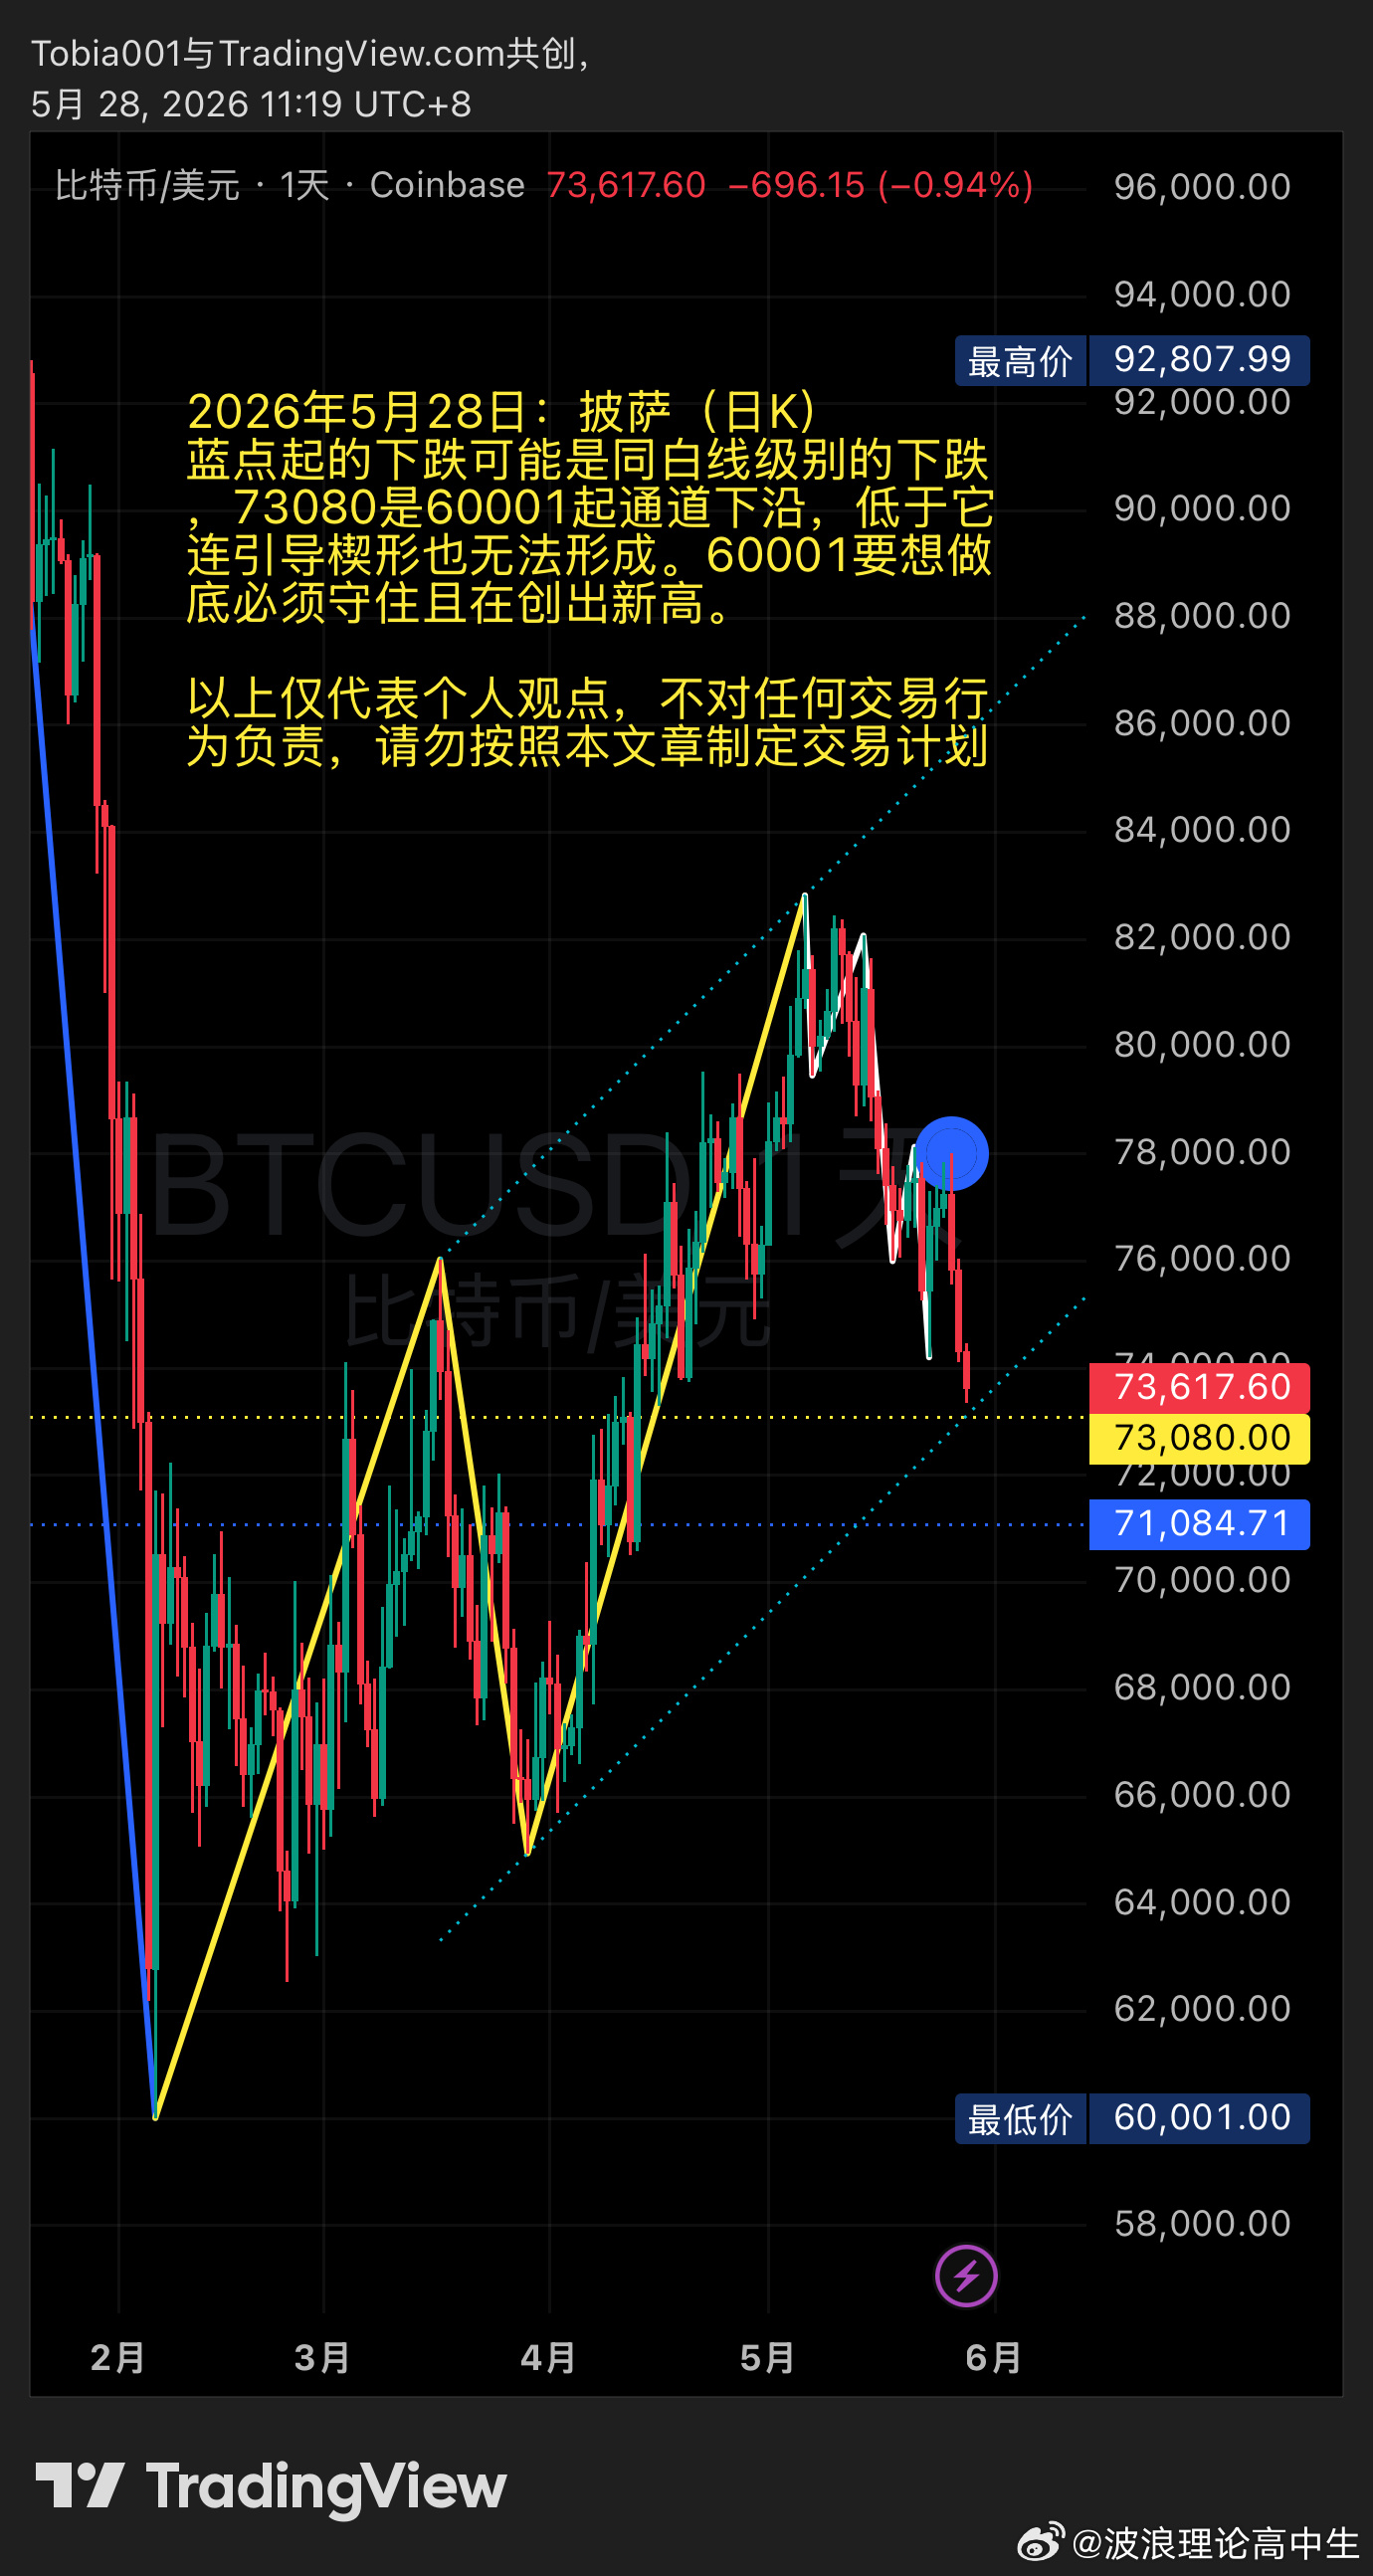 Tobia001与TradingView.com共创,
5月 28, 2026 11:19 UTC+8
比特币/美元 · 1天 · Coinbase 73,617.60 −696.15 (−0.94%)
96,000.00
94,000.00
最高价 92,807.99
92,000.00
2026年5月28日：披萨（日K）
蓝点起的下跌可能是同白线级别的下跌
，73080是60001起通道下沿，低于它
连引导楔形也无法形成。60001要想做
底必须守住且在创出新高。
90,000.00
88,000.00
以上仅代表个人观点，不对任何交易行
为负责，请勿按照本文章制定交易计划
86,000.00
84,000.00
82,000.00
80,000.00
78,000.00
BTCUSD 1天
76,000.00
比特币/美元
74,000.00
73,617.60
73,080.00
72,000.00
71,084.71
70,000.00
68,000.00
66,000.00
64,000.00
62,000.00
最低价 60,001.00
58,000.00
2月 3月 4月 5月 6月
TradingView
@波浪理论高中生